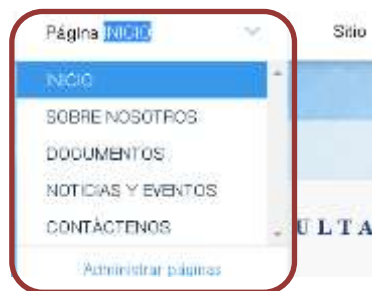 Página INICIO
Sitio
INICIO
SOBRE NOSOTROS
DOCUMENTOS
NOTICIAS Y EVENTOS
CONTÁCTENOS
ULTA
Administrar páginas